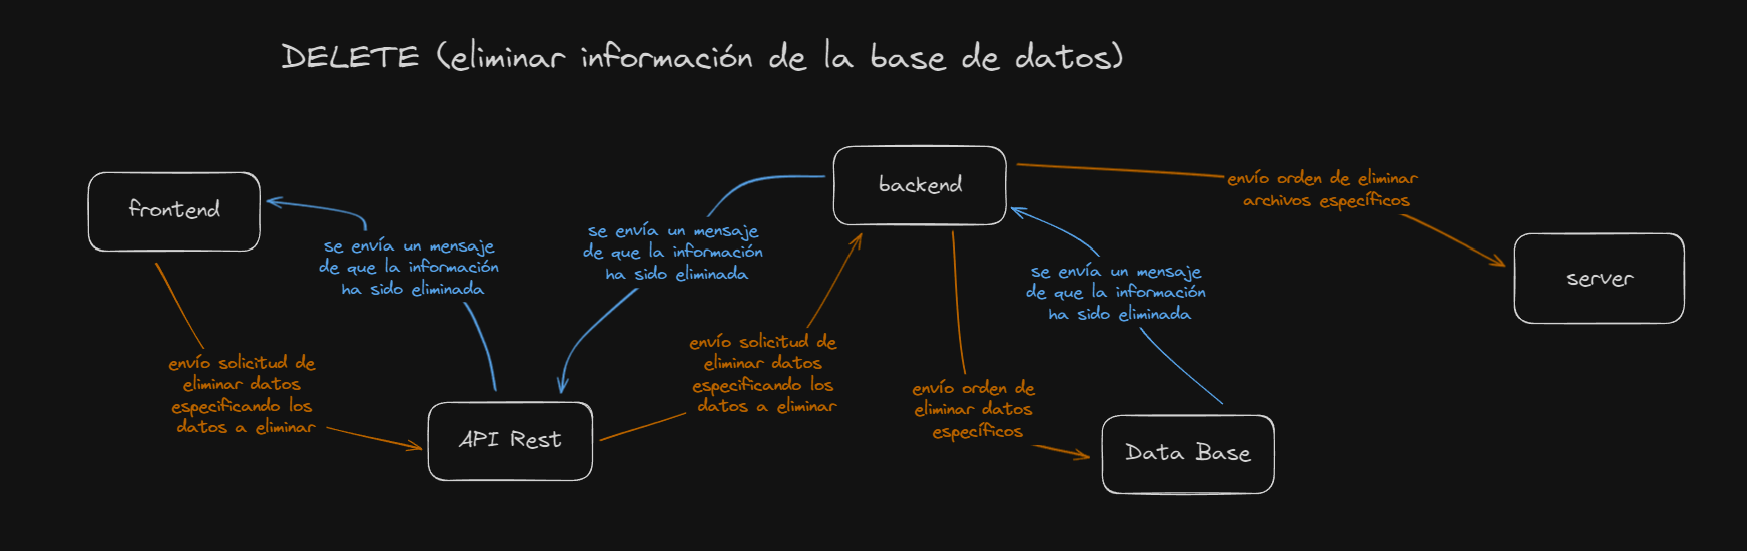 DELETE (eliminar información de la base de datos)
frontend
se envía un mensaje
de que la información
ha sido eliminada
envío solicitud de
eliminar datos
especificando los
datos a eliminar
API Rest
se envía un mensaje
de que la información
ha sido eliminada
envío solicitud de
eliminar datos
especificando los
datos a eliminar
backend
envío orden de
eliminar datos
específicos
se envía un mensaje
de que la información
ha sido eliminada
Data Base
envío orden de eliminar
archivos específicos
server